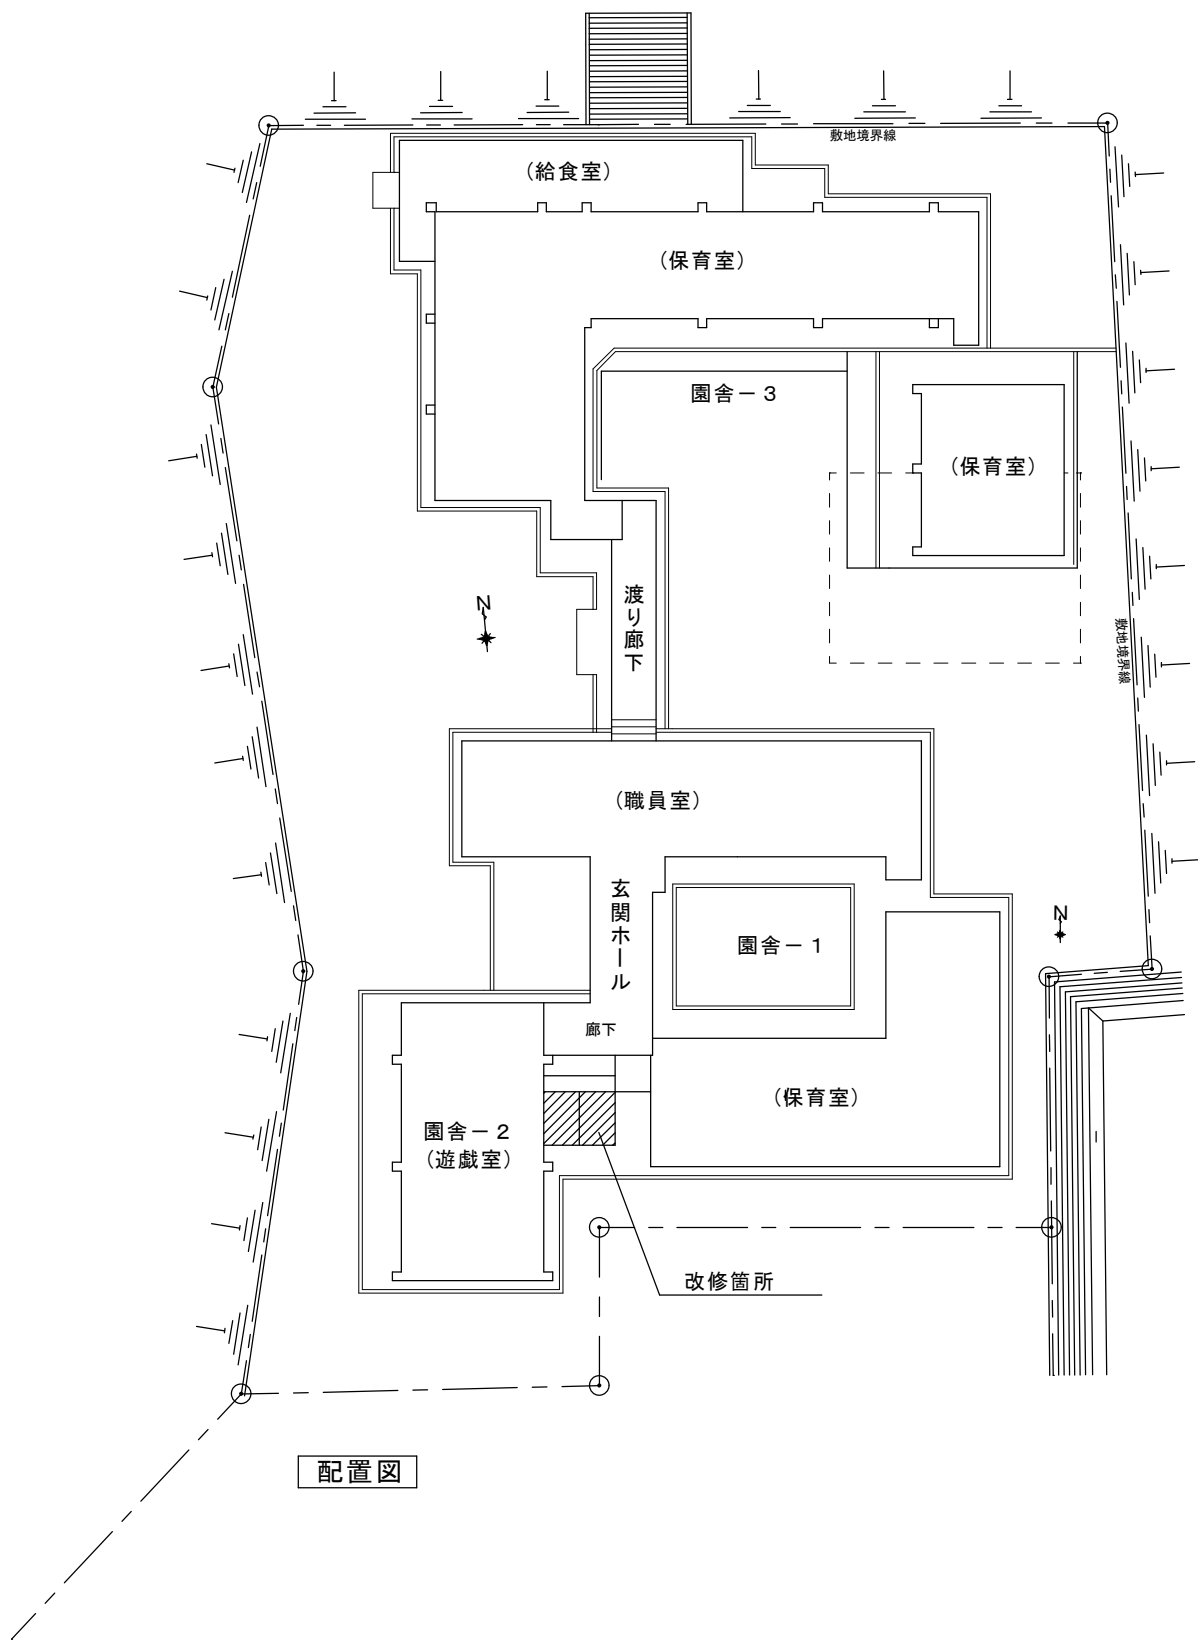 敷地境界線
(給食室)
(保育室)
園舎－３
(保育室)
N
渡り廊下
敷地境界線
(職員室)
玄関ホール
N
園舎－１
廊下
(保育室)
園舎－２
(遊戯室)
改修箇所
配置図